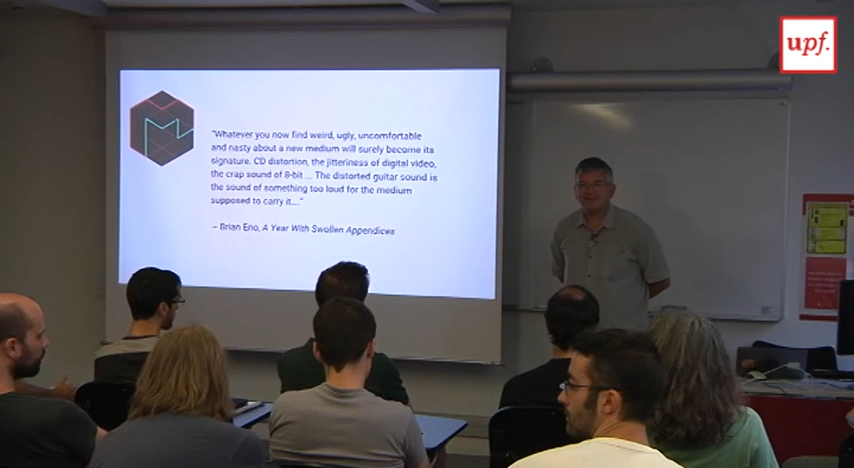 upf.
"Whatever you now find weird, ugly, uncomfortable
and nasty about a new medium will surely become its
signature. CD distortion, the jitteriness of digital video,
the crap sound of 8-bit ... The distorted guitar sound is
the sound of something too loud for the medium
supposed to carry it...."
– Brian Eno, A Year With Swollen Appendices